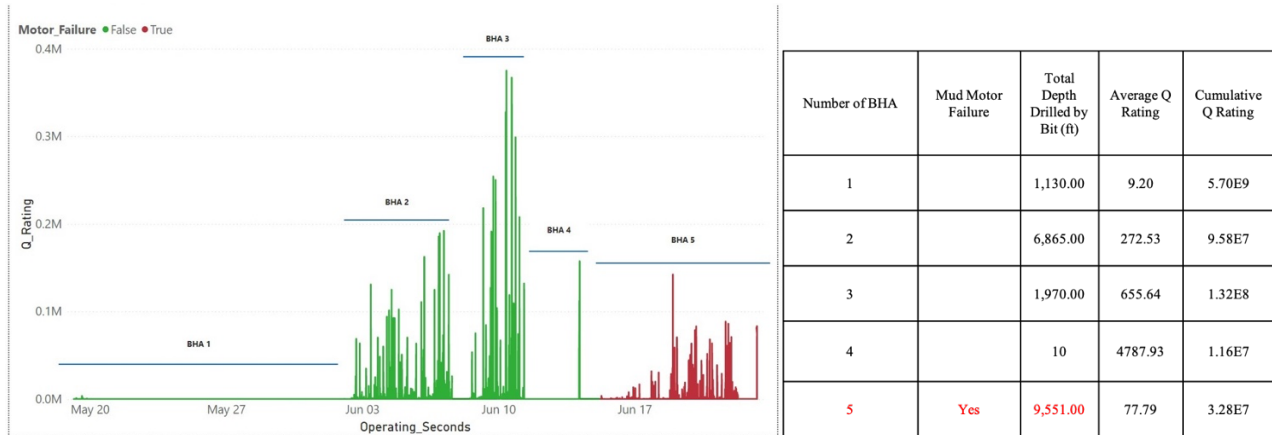 Motor_Failure False True
0.4M
0.3M
0.2M
0.1M
0.0M
Q_Rating
BHA 1
BHA 2
BHA 3
BHA 4
BHA 5
May 20 May 27 Jun 03 Jun 10 Jun 17
Operating_Seconds
Number of BHA Mud Motor Failure Total Depth Drilled by Bit (ft) Average Q Rating Cumulative Q Rating
1 1,130.00 9.20 5.70E9
2 6,865.00 272.53 9.58E7
3 1,970.00 655.64 1.32E8
4 10 4787.93 1.16E7
5 Yes 9,551.00 77.79 3.28E7